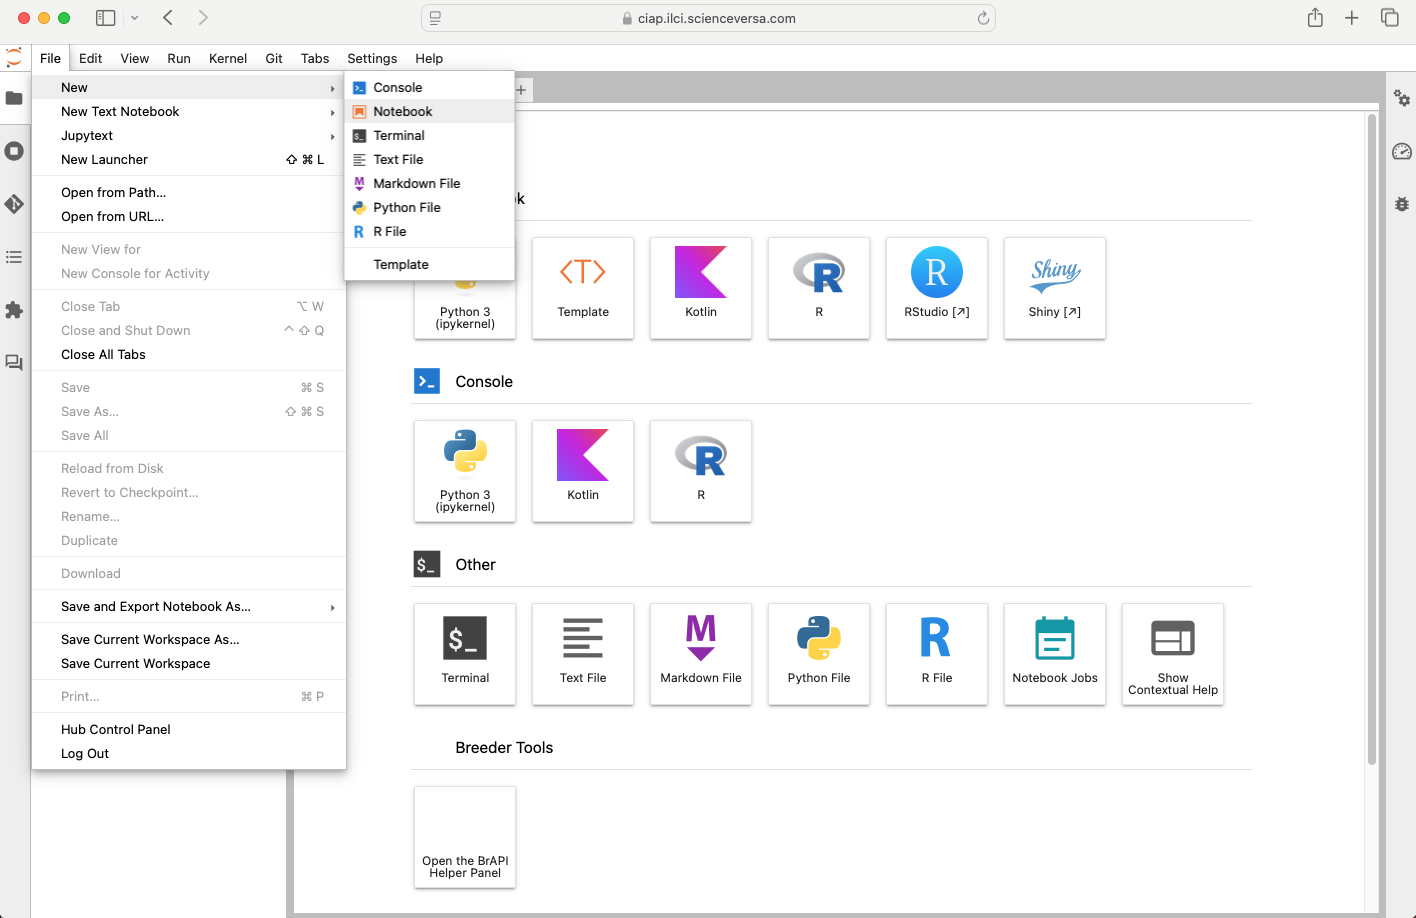 ciap.ilci.scienceversa.com
File Edit View Run Kernel Git Tabs Settings Help
New
New Text Notebook
Jupytext
New Launcher ⇧ ⌘ L
Open from Path...
Open from URL...
New View for
New Console for Activity
Close Tab ⌥ W
Close and Shut Down ^ ⇧ Q
Close All Tabs
Save ⌘ S
Save As... ⇧ ⌘ S
Save All
Reload from Disk
Revert to Checkpoint...
Rename...
Duplicate
Download
Save and Export Notebook As...
Save Current Workspace As...
Save Current Workspace
Print... ⌘ P
Hub Control Panel
Log Out
Console
Notebook
$_ Terminal
Text File
M Markdown File
Python File
R R File
Template
Python 3
(ipykernel)
<T>
Template
Kotlin
R
R
R
RStudio [↗]
Shiny
Shiny [↗]
>_ Console
Python 3
(ipykernel)
Kotlin
R
R
$_ Other
$_
Terminal
Text File
M
Markdown File
Python File
R
R File
Notebook Jobs
Show
Contextual Help
Breeder Tools
Open the BrAPI
Helper Panel